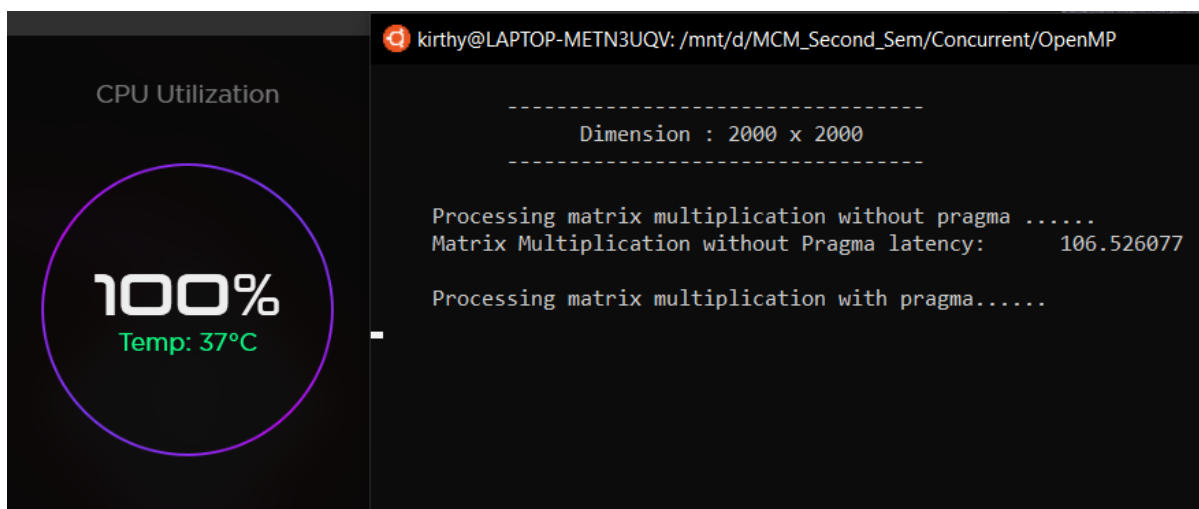 CPU Utilization
100%
Temp: 37°C
kirthy@LAPTOP-METN3UQV: /mnt/d/MCM_Second_Sem/Concurrent/OpenMP
----------------------------------
Dimension : 2000 x 2000
----------------------------------
Processing matrix multiplication without pragma ......
Matrix Multiplication without Pragma latency: 106.526077
Processing matrix multiplication with pragma......